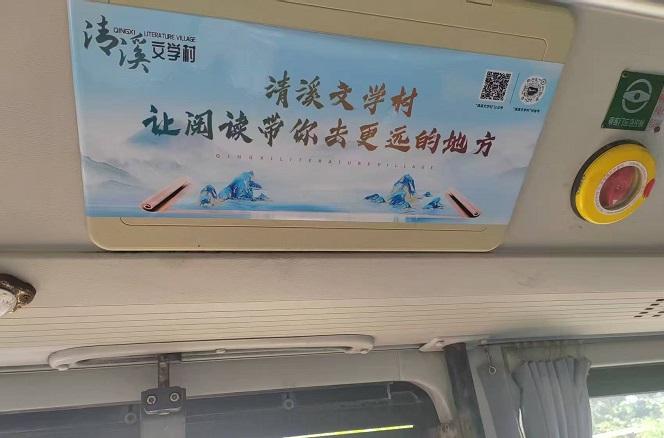 清溪
QINGXI LITERATURE VILLAGE
文学村
清溪文学村
让阅读带你去更远的地方
QINGXILITERATUREVILLAGE